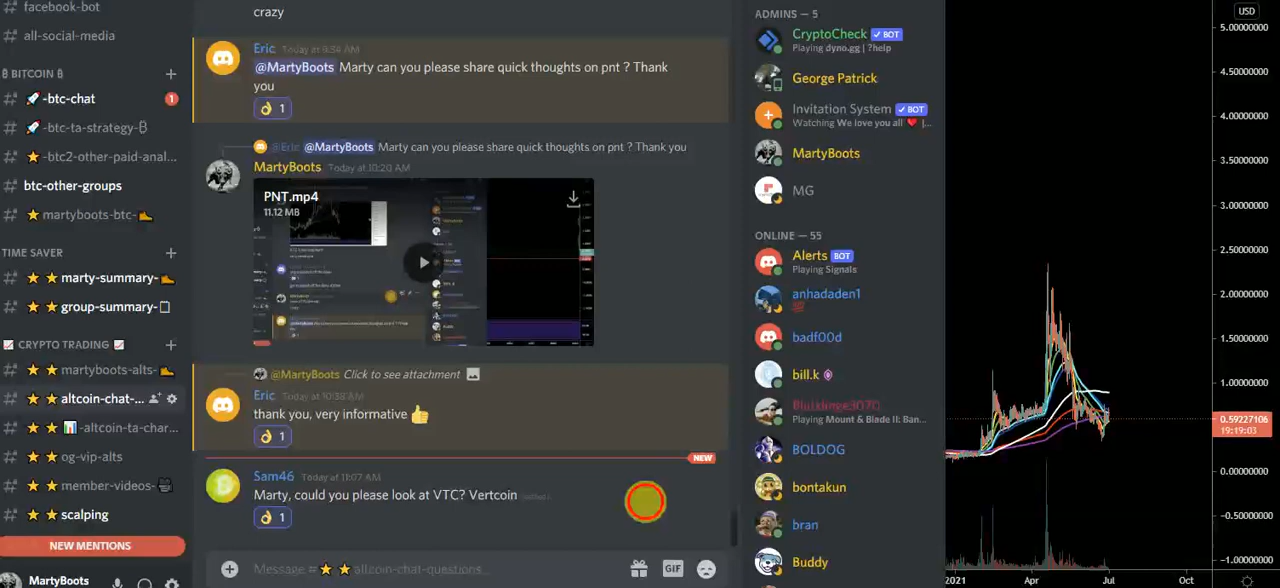 facebook-bot
all-social-media
BITCOIN
-btc-chat
1
-btc-ta-strategy-B
-btc2-other-paid-anal...
btc-other-groups
martyboots-btc-
TIME SAVER
marty-summary-
group-summary-
CRYPTO TRADING
martyboots-alts-
altcoin-chat-...
-altcoin-ta-char...
og-vip-alts
member-videos-
scalping
NEW MENTIONS
MartyBoots
crazy
Eric Today at 9:34 AM
@MartyBoots Marty can you please share quick thoughts on pnt ? Thank
you
1
@Eric @MartyBoots Marty can you please share quick thoughts on pnt ? Thank you
MartyBoots Today at 10:20 AM
PNT.mp4
11.12 MB
@MartyBoots Click to see attachment
Eric Today at 10:38 AM
thank you, very informative
1
NEW
Sam46 Today at 11:07 AM
Marty, could you please look at VTC? Vertcoin (edited)
1
Message # altcoin-chat-questions...
GIF
ADMINS — 5
CryptoCheck BOT
Playing dyno.gg | ?help
George Patrick
Invitation System BOT
Watching We love you all |...
MartyBoots
MG
ONLINE — 55
Alerts BOT
Playing Signals
anhadaden1
badf00d
bill.k
Playing Mount & Blade II: Ban...
BOLDOG
bontakun
bran
Buddy
USD
5.00000000
4.50000000
4.00000000
3.50000000
3.00000000
2.50000000
2.00000000
1.50000000
1.00000000
0.59227106
19:19:03
0.00000000
−0.50000000
−1.00000000
2021
Apr
Jul
Oct